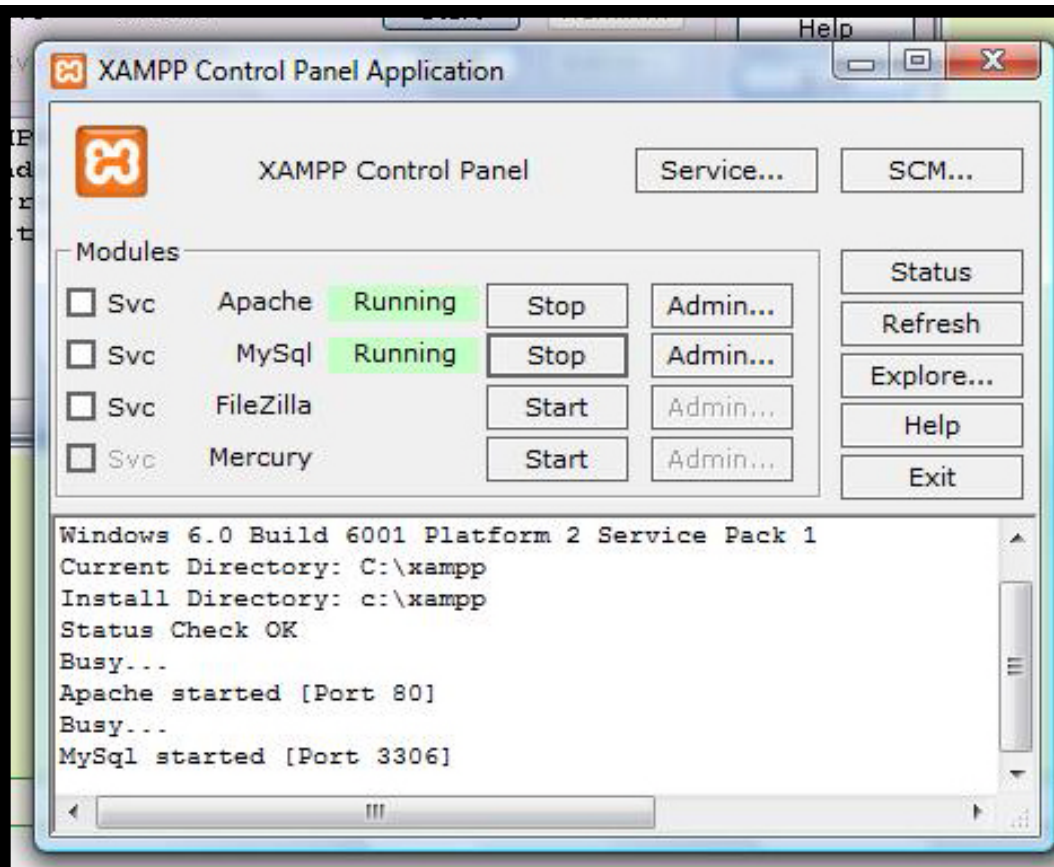 Help
XAMPP Control Panel Application
XAMPP Control Panel Service... SCM...
Modules
Status
Svc Apache Running Stop Admin...
Refresh
Svc MySql Running Stop Admin...
Explore...
Svc FileZilla Start Admin...
Help
Svc Mercury Start Admin...
Exit
Windows 6.0 Build 6001 Platform 2 Service Pack 1
Current Directory: C:\xampp
Install Directory: c:\xampp
Status Check OK
Busy...
Apache started [Port 80]
Busy...
MySql started [Port 3306]